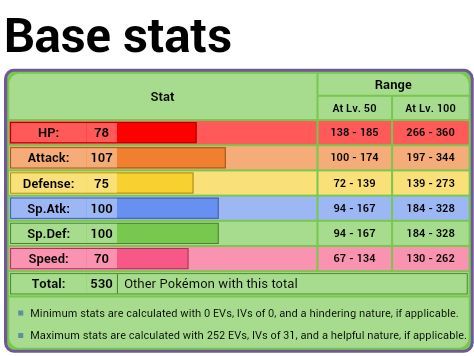 Base stats
Stat Range
At Lv. 50 At Lv. 100
HP: 78 138 - 185 266 - 360
Attack: 107 100 - 174 197 - 344
Defense: 75 72 - 139 139 - 273
Sp.Atk: 100 94 - 167 184 - 328
Sp.Def: 100 94 - 167 184 - 328
Speed: 70 67 - 134 130 - 262
Total: 530 Other Pokémon with this total
Minimum stats are calculated with 0 EVs, IVs of 0, and a hindering nature, if applicable.
Maximum stats are calculated with 252 EVs, IVs of 31, and a helpful nature, if applicable.